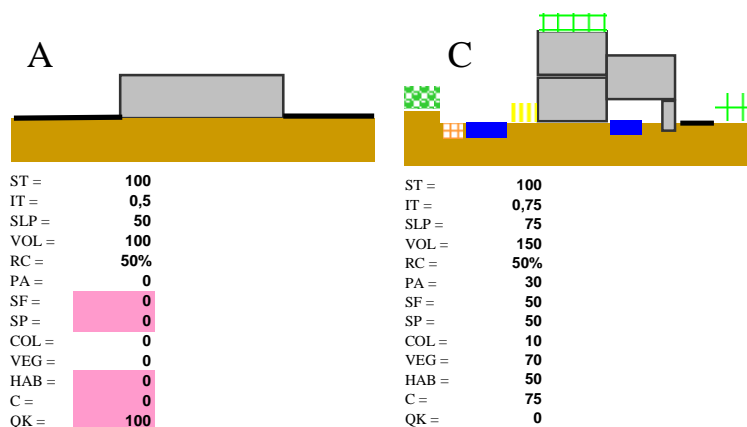 A
ST = 100
IT = 0,5
SLP = 50
VOL = 100
RC = 50%
PA = 0
SF = 0
SP = 0
COL = 0
VEG = 0
HAB = 0
C = 0
QK = 100
C
ST = 100
IT = 0,75
SLP = 75
VOL = 150
RC = 50%
PA = 30
SF = 50
SP = 50
COL = 10
VEG = 70
HAB = 50
C = 75
QK = 0